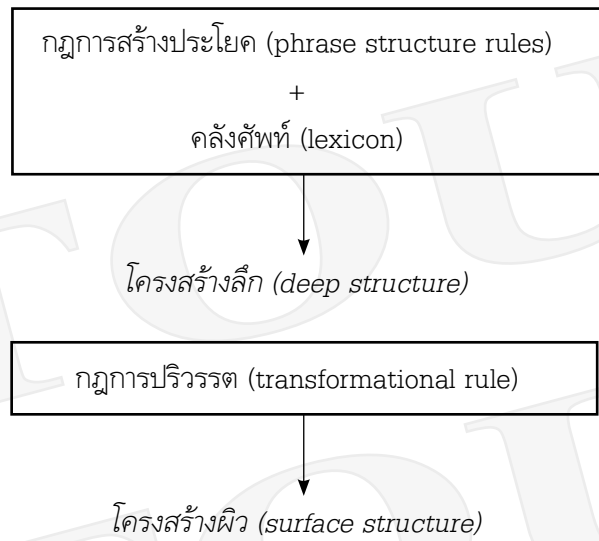 กฎการสร้างประโยค (phrase structure rules)
+
คลังศัพท์ (lexicon)
โครงสร้างลึก (deep structure)
กฎการปริวรรต (transformational rule)
โครงสร้างผิว (surface structure)